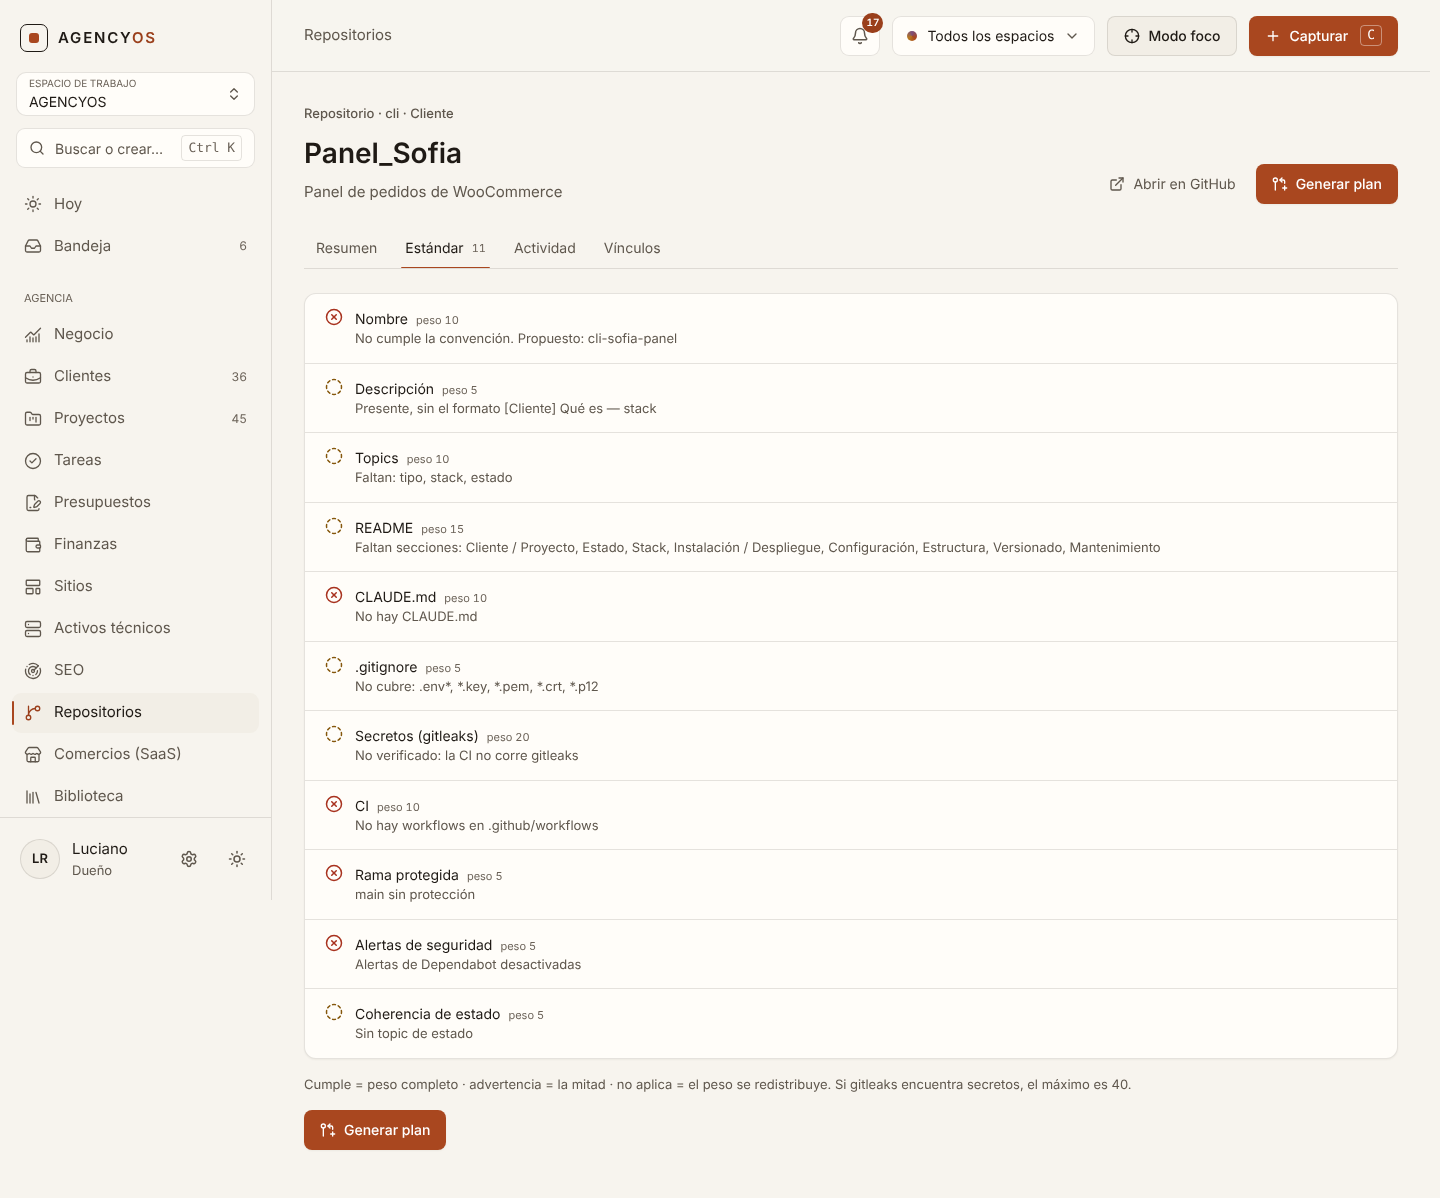 AGENCYOS
ESPACIO DE TRABAJO
AGENCYOS
Buscar o crear... Ctrl K
Hoy
Bandeja 6
AGENCIA
Negocio
Clientes 36
Proyectos 45
Tareas
Presupuestos
Finanzas
Sitios
Activos técnicos
SEO
Repositorios
Comercios (SaaS)
Biblioteca
LR
Luciano
Dueño
Repositorios
17
Todos los espacios
Modo foco
Capturar C
Repositorio · cli · Cliente
Panel_Sofia
Panel de pedidos de WooCommerce
Abrir en GitHub
Generar plan
Resumen Estándar 11 Actividad Vínculos
Nombre peso 10
No cumple la convención. Propuesto: cli-sofia-panel
Descripción peso 5
Presente, sin el formato [Cliente] Qué es — stack
Topics peso 10
Faltan: tipo, stack, estado
README peso 15
Faltan secciones: Cliente / Proyecto, Estado, Stack, Instalación / Despliegue, Configuración, Estructura, Versionado, Mantenimiento
CLAUDE.md peso 10
No hay CLAUDE.md
.gitignore peso 5
No cubre: .env*, *.key, *.pem, *.crt, *.p12
Secretos (gitleaks) peso 20
No verificado: la CI no corre gitleaks
CI peso 10
No hay workflows en .github/workflows
Rama protegida peso 5
main sin protección
Alertas de seguridad peso 5
Alertas de Dependabot desactivadas
Coherencia de estado peso 5
Sin topic de estado
Cumple = peso completo · advertencia = la mitad · no aplica = el peso se redistribuye. Si gitleaks encuentra secretos, el máximo es 40.
Generar plan